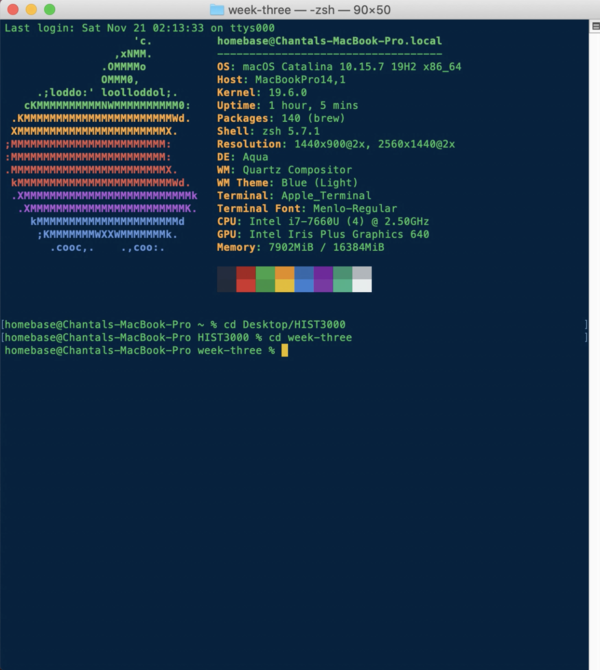 week-three — -zsh — 90×50
Last login: Sat Nov 21 02:13:33 on ttys000
'c.
,xNMM.
.OMMMMo
OMMM0,
.;loddo:' loolloddol;.
cKMMMMMMMMMMNWMMMMMMMMMM0:
.KMMMMMMMMMMMMMMMMMMMMMMMWd.
XMMMMMMMMMMMMMMMMMMMMMMMX.
;MMMMMMMMMMMMMMMMMMMMMMMM:
:MMMMMMMMMMMMMMMMMMMMMMMM:
.MMMMMMMMMMMMMMMMMMMMMMMMX.
kMMMMMMMMMMMMMMMMMMMMMMMMWd.
.XMMMMMMMMMMMMMMMMMMMMMMMMMMk
.XMMMMMMMMMMMMMMMMMMMMMMMMK.
kMMMMMMMMMMMMMMMMMMMMMMd
;KMMMMMMMWXXWMMMMMMMk.
.cooc,. .,coo:.
homebase@Chantals-MacBook-Pro.local
-----------------------------------
OS: macOS Catalina 10.15.7 19H2 x86_64
Host: MacBookPro14,1
Kernel: 19.6.0
Uptime: 1 hour, 5 mins
Packages: 140 (brew)
Shell: zsh 5.7.1
Resolution: 1440x900@2x, 2560x1440@2x
DE: Aqua
WM: Quartz Compositor
WM Theme: Blue (Light)
Terminal: Apple_Terminal
Terminal Font: Menlo-Regular
CPU: Intel i7-7660U (4) @ 2.50GHz
GPU: Intel Iris Plus Graphics 640
Memory: 7902MiB / 16384MiB
[homebase@Chantals-MacBook-Pro ~ % cd Desktop/HIST3000 ]
[homebase@Chantals-MacBook-Pro HIST3000 % cd week-three ]
homebase@Chantals-MacBook-Pro week-three %